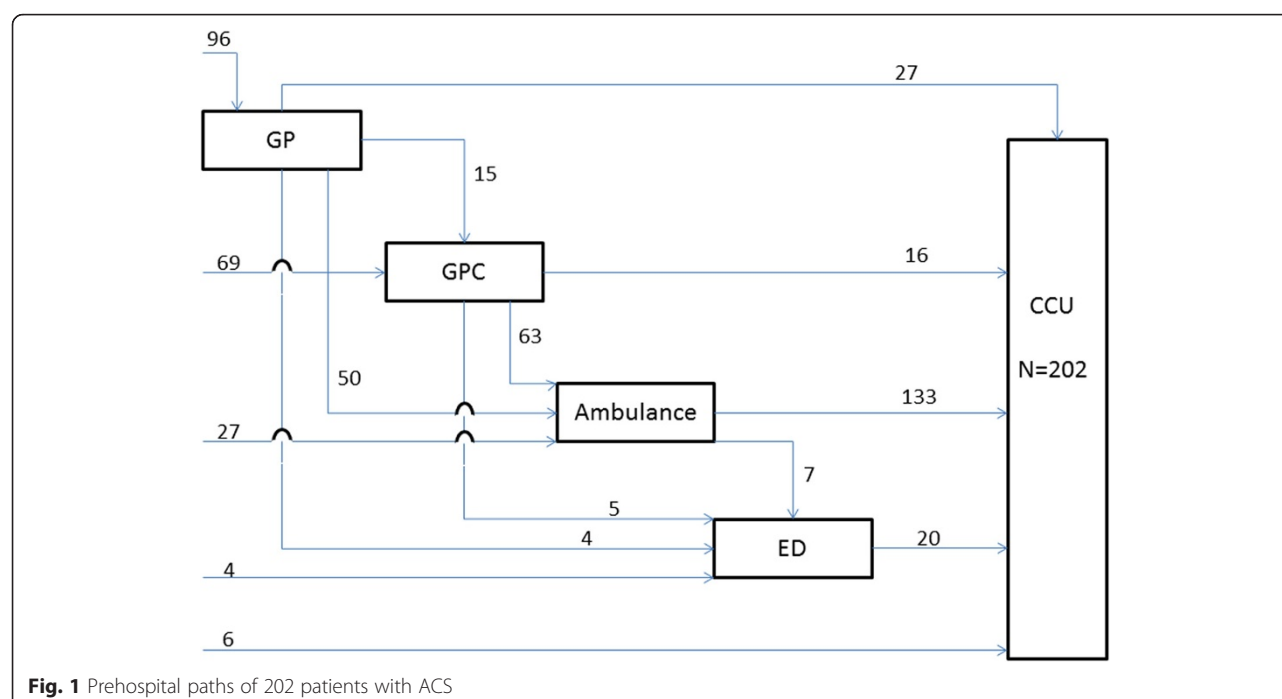 96
27
GP
15
69
GPC
16
CCU
63
N=202
50
Ambulance
133
27
7
5
4
ED
20
4
6
Fig. 1 Prehospital paths of 202 patients with ACS